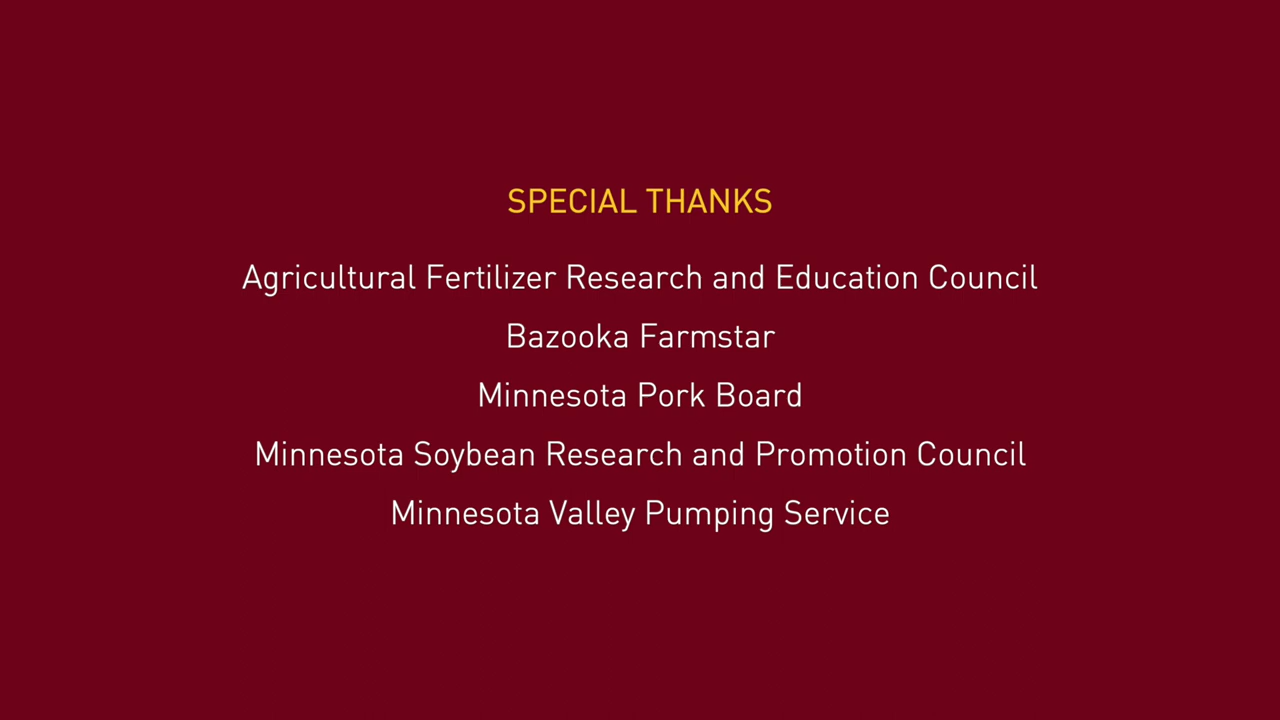 SPECIAL THANKS
Agricultural Fertilizer Research and Education Council
Bazooka Farmstar
Minnesota Pork Board
Minnesota Soybean Research and Promotion Council
Minnesota Valley Pumping Service